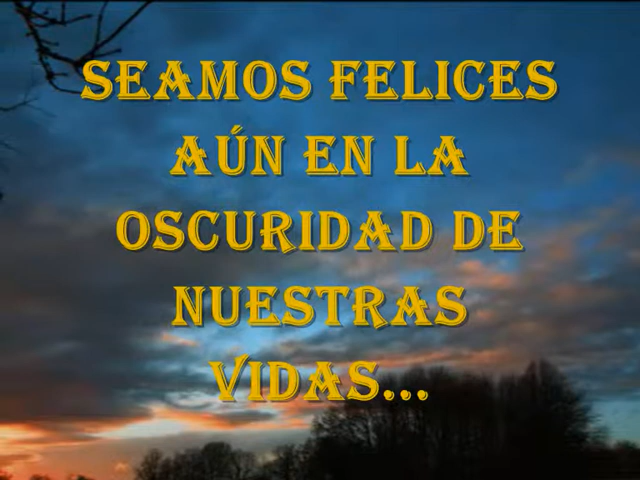 SEAMOS FELICES
AÚN EN LA
OSCURIDAD DE
NUESTRAS
VIDAS...